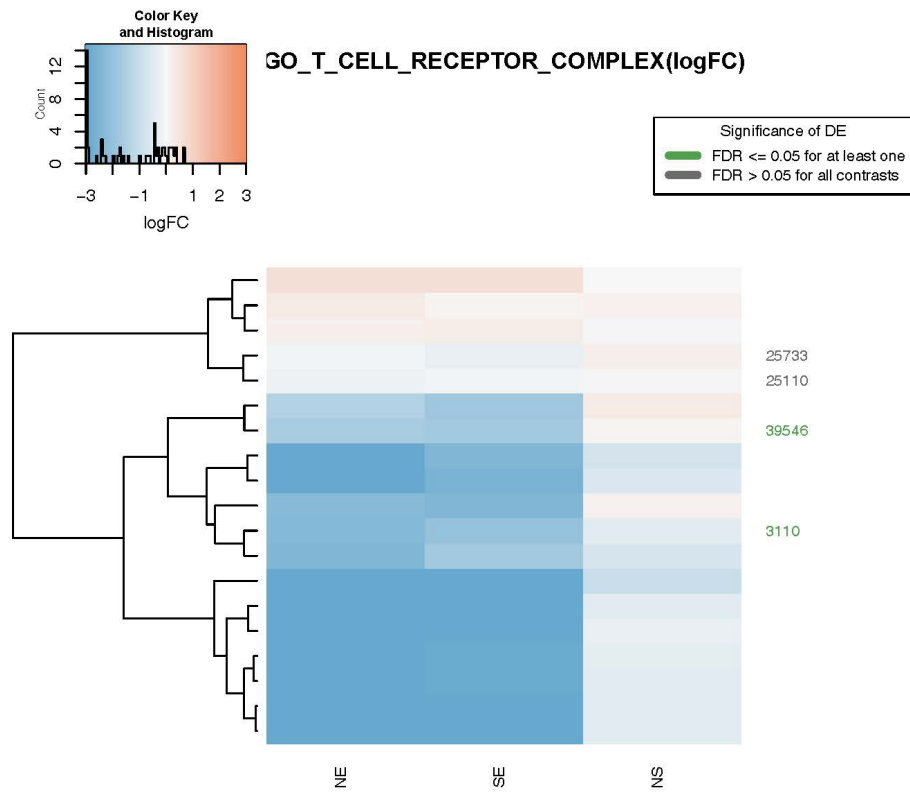 Color Key
and Histogram
GO_T_CELL_RECEPTOR_COMPLEX(logFC)
Count
0 4 8 12
−3 −1 1 2 3
logFC
Significance of DE
FDR <= 0.05 for at least one
FDR > 0.05 for all contrasts
25733
25110
39546
3110
NE SE NS